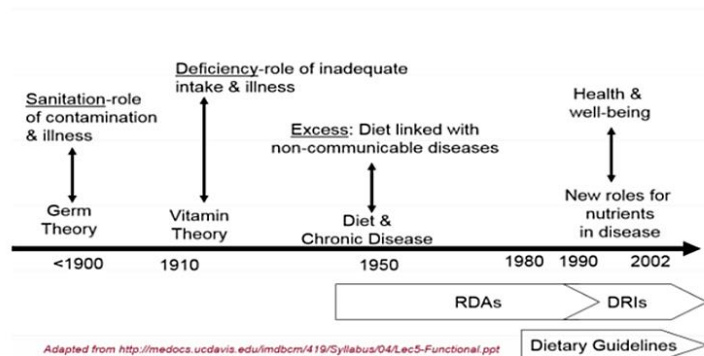 Deficiency-role of inadequate
intake & illness
Sanitation-role
of contamination
& illness
Health &
well-being
Excess: Diet linked with
non-communicable diseases
Germ
Theory
Vitamin
Theory
Diet &
Chronic Disease
New roles for
nutrients
in disease
<1900
1910
1950
1980
1990
2002
RDAs
DRIs
Dietary Guidelines
Adapted from http://medocs.ucdavis.edu/imdbcm/419/Syllabus/04/Lec5-Functional.ppt